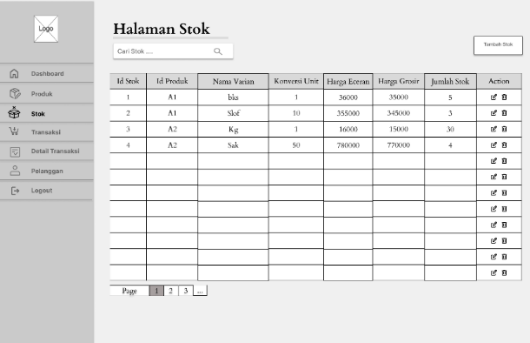 Logo
Halaman Stok
Cari Stok ....
Tambah Stok
Dashboard
Produk
Stok
Transaksi
Detail Transaksi
Pelanggan
Logout
Id Stok Id Produk Nama Varian Konversi Unit Harga Eceran Harga Grosir Jumlah Stok Action
1 A1 bks 1 36000 35000 5
2 A1 Slof 10 355000 345000 3
3 A2 Kg 1 16000 15000 30
4 A2 Sak 50 780000 770000 4
Page 1 2 3 ...